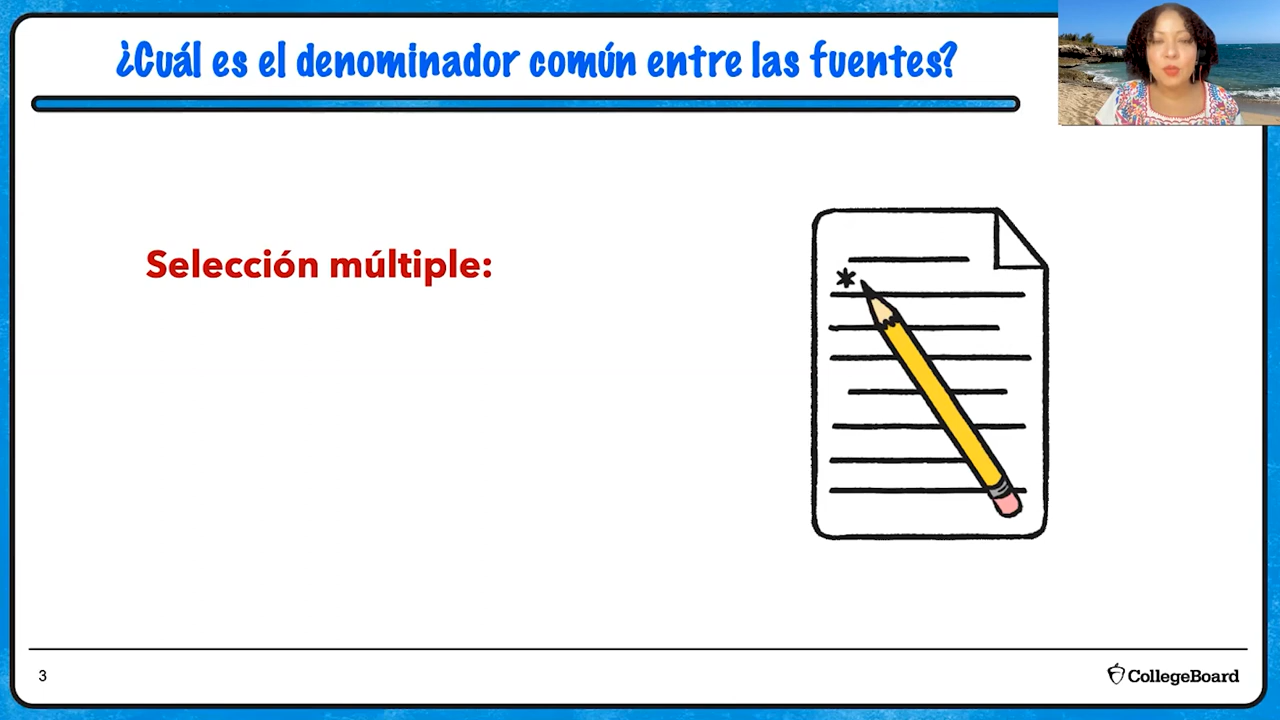 ¿Cuál es el denominador común entre las fuentes?
Selección múltiple:
3
CollegeBoard